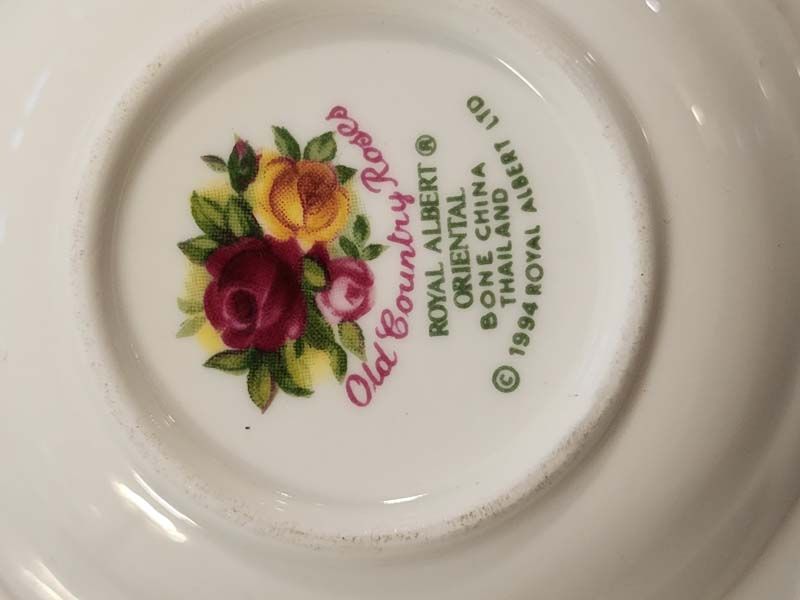 Old Country Roses
ROYAL ALBERT ®
ORIENTAL
BONE CHINA
THAILAND
© 1994 ROYAL ALBERT LTD